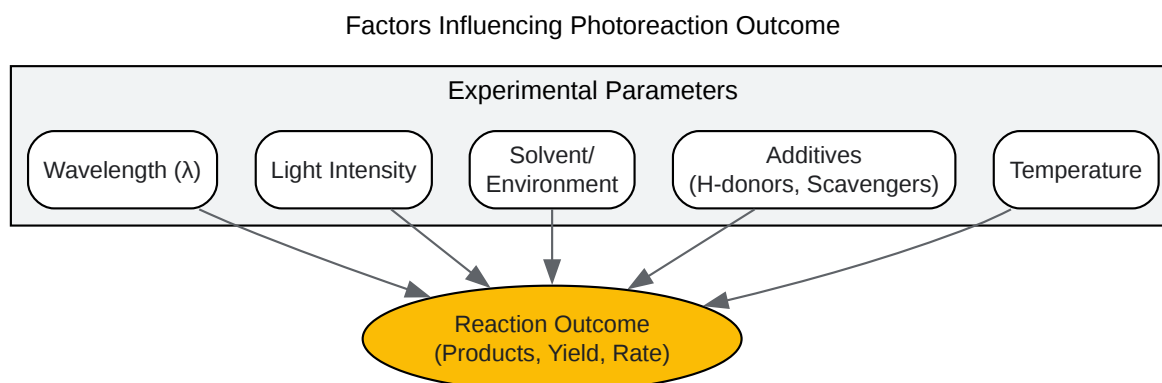 Factors Influencing Photoreaction Outcome
Experimental Parameters
Wavelength (λ)
Light Intensity
Solvent/
Environment
Additives
(H-donors, Scavengers)
Temperature
Reaction Outcome
(Products, Yield, Rate)